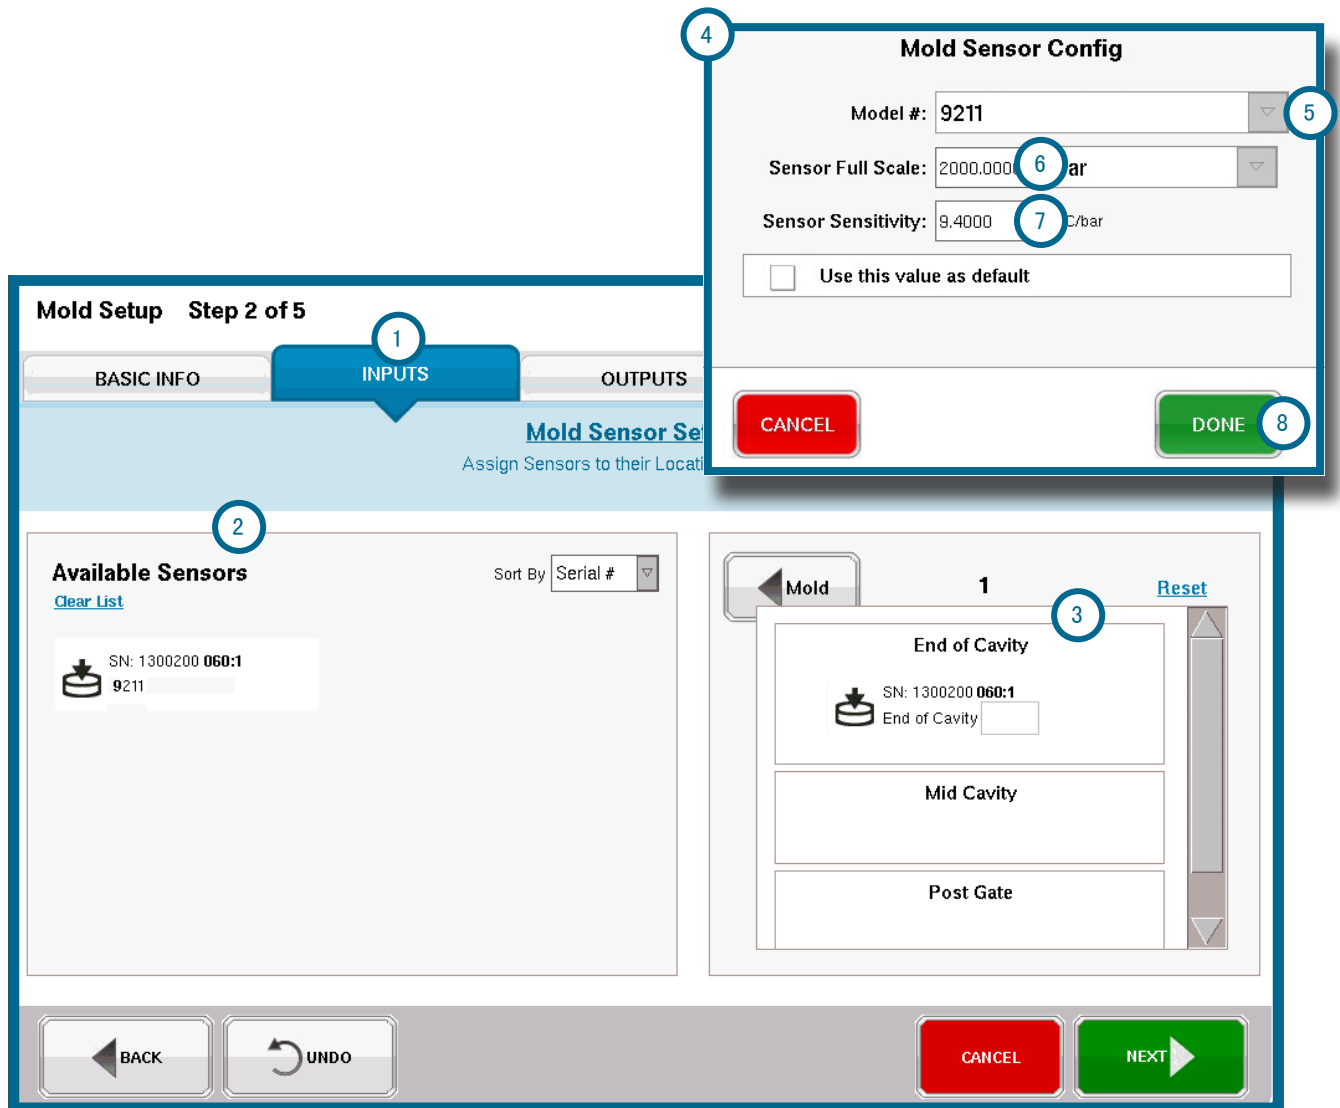 4
Mold Sensor Config
Model #: 9211 5
Sensor Full Scale: 2000.000 6 ar
Sensor Sensitivity: 9.4000 7 C/bar
Use this value as default
CANCEL DONE 8
Mold Setup Step 2 of 5
1
BASIC INFO INPUTS OUTPUTS
Mold Sensor Se
Assign Sensors to their Locati
2
Available Sensors Sort By Serial #
Clear List
SN: 1300200 060:1
9211
Mold 1 Reset
3
End of Cavity
SN: 1300200 060:1
End of Cavity
Mid Cavity
Post Gate
BACK UNDO CANCEL NEXT